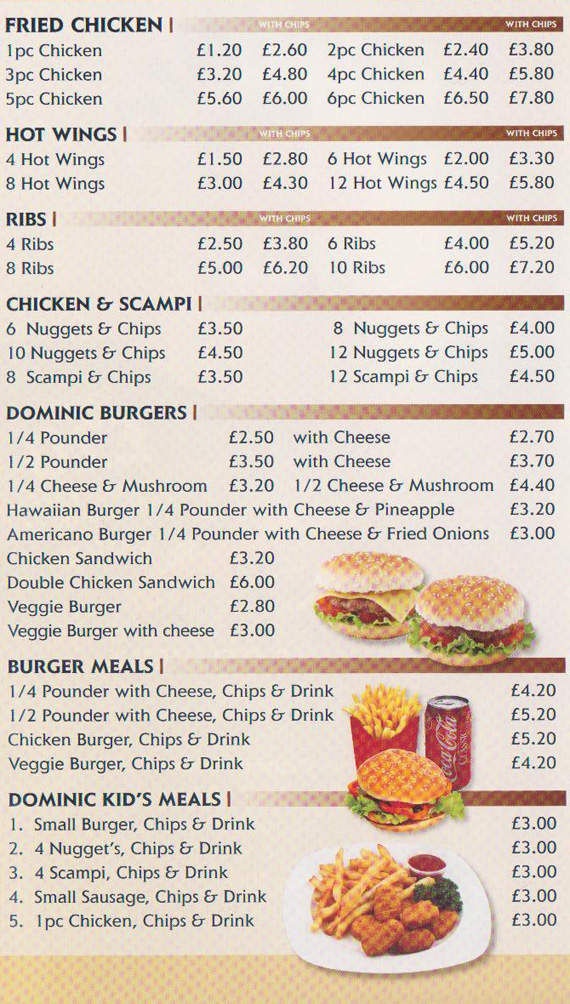 FRIED CHICKEN | WITH CHIPS WITH CHIPS
1pc Chicken £1.20 £2.60 2pc Chicken £2.40 £3.80
3pc Chicken £3.20 £4.80 4pc Chicken £4.40 £5.80
5pc Chicken £5.60 £6.00 6pc Chicken £6.50 £7.80
HOT WINGS | WITH CHIPS WITH CHIPS
4 Hot Wings £1.50 £2.80 6 Hot Wings £2.00 £3.30
8 Hot Wings £3.00 £4.30 12 Hot Wings £4.50 £5.80
RIBS | WITH CHIPS WITH CHIPS
4 Ribs £2.50 £3.80 6 Ribs £4.00 £5.20
8 Ribs £5.00 £6.20 10 Ribs £6.00 £7.20
CHICKEN & SCAMPI |
6 Nuggets & Chips £3.50 8 Nuggets & Chips £4.00
10 Nuggets & Chips £4.50 12 Nuggets & Chips £5.00
8 Scampi & Chips £3.50 12 Scampi & Chips £4.50
DOMINIC BURGERS |
1/4 Pounder £2.50 with Cheese £2.70
1/2 Pounder £3.50 with Cheese £3.70
1/4 Cheese & Mushroom £3.20 1/2 Cheese & Mushroom £4.40
Hawaiian Burger 1/4 Pounder with Cheese & Pineapple £3.20
Americano Burger 1/4 Pounder with Cheese & Fried Onions £3.00
Chicken Sandwich £3.20
Double Chicken Sandwich £6.00
Veggie Burger £2.80
Veggie Burger with cheese £3.00
BURGER MEALS |
1/4 Pounder with Cheese, Chips & Drink £4.20
1/2 Pounder with Cheese, Chips & Drink £5.20
Chicken Burger, Chips & Drink £5.20
Veggie Burger, Chips & Drink £4.20
Coca-Cola
CLASSIC
DOMINIC KID'S MEALS |
1. Small Burger, Chips & Drink £3.00
2. 4 Nugget's, Chips & Drink £3.00
3. 4 Scampi, Chips & Drink £3.00
4. Small Sausage, Chips & Drink £3.00
5. 1pc Chicken, Chips & Drink £3.00